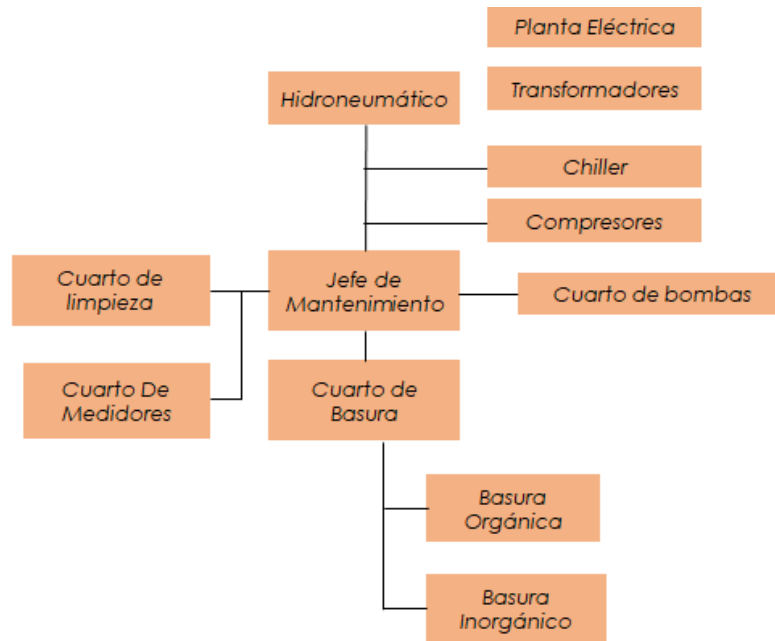 Planta Eléctrica
Hidroneumático
Transformadores
Chiller
Compresores
Cuarto de
limpieza
Jefe de
Mantenimiento
Cuarto de bombas
Cuarto De
Medidores
Cuarto de
Basura
Basura
Orgánica
Basura
Inorgánico